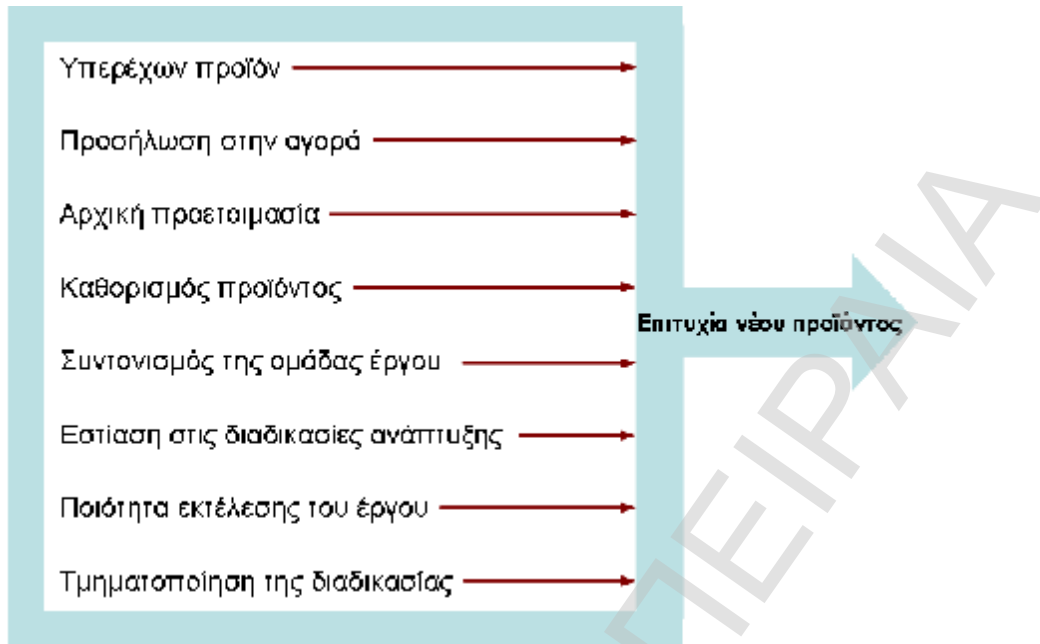 Υπερέχων προϊόν
Προσήλωση στην αγορά
Αρχική προετοιμασία
Καθορισμός προϊόντος
Επιτυχία νέου προϊόντος
Συντονισμός της ομάδας έργου
Εστίαση στις διαδικασίες ανάπτυξης
Ποιότητα εκτέλεσης του έργου
Τμηματοποίηση της διαδικασίας
ΠΕΙΡΑΙΑ